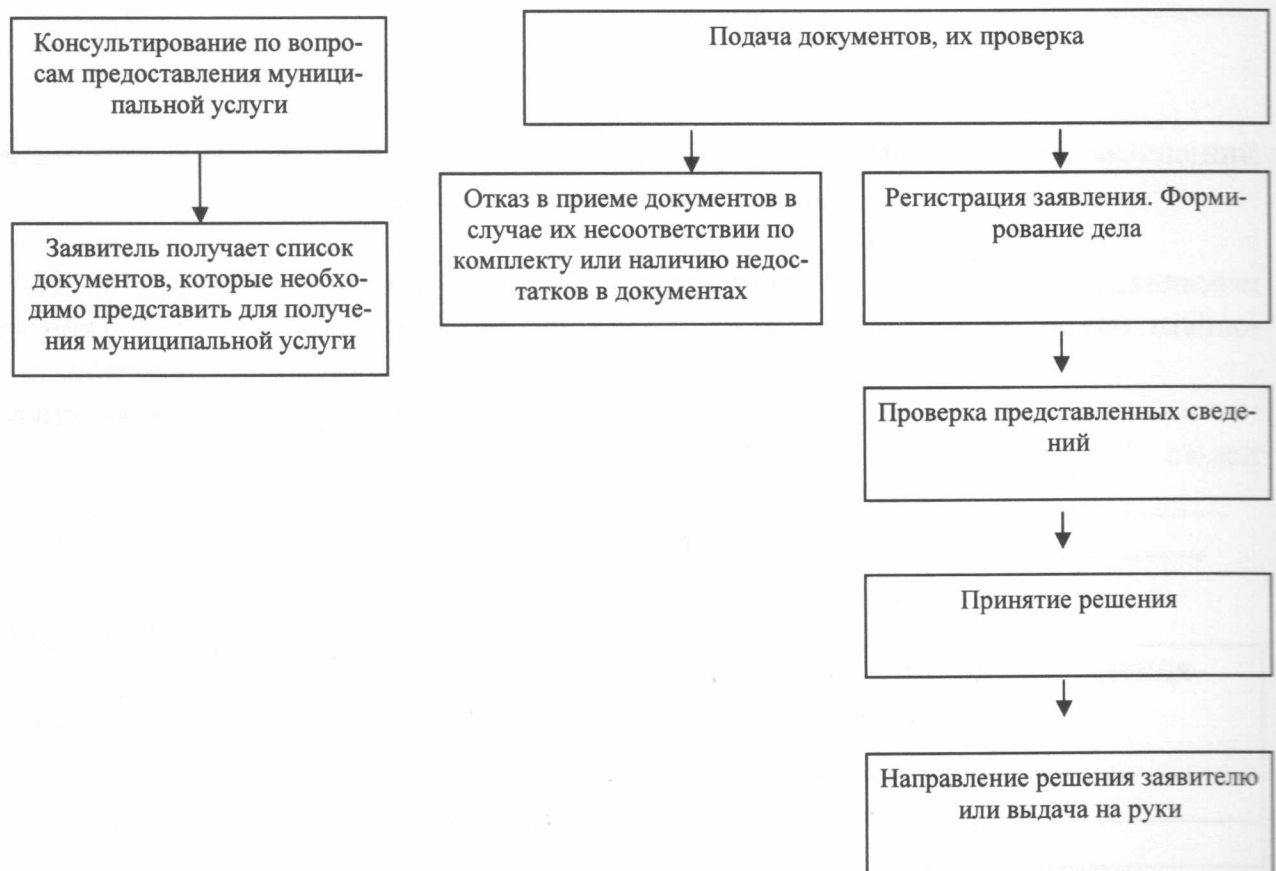 Консультирование по вопро-
сам предоставления муници-
пальной услуги
Заявитель получает список
документов, которые необхо-
димо представить для получе-
ния муниципальной услуги
Подача документов, их проверка
Отказ в приеме документов в
случае их несоответствии по
комплекту или наличию недос-
татков в документах
Регистрация заявления. Форми-
рование дела
Проверка представленных сведе-
ний
Принятие решения
Направление решения заявителю
или выдача на руки